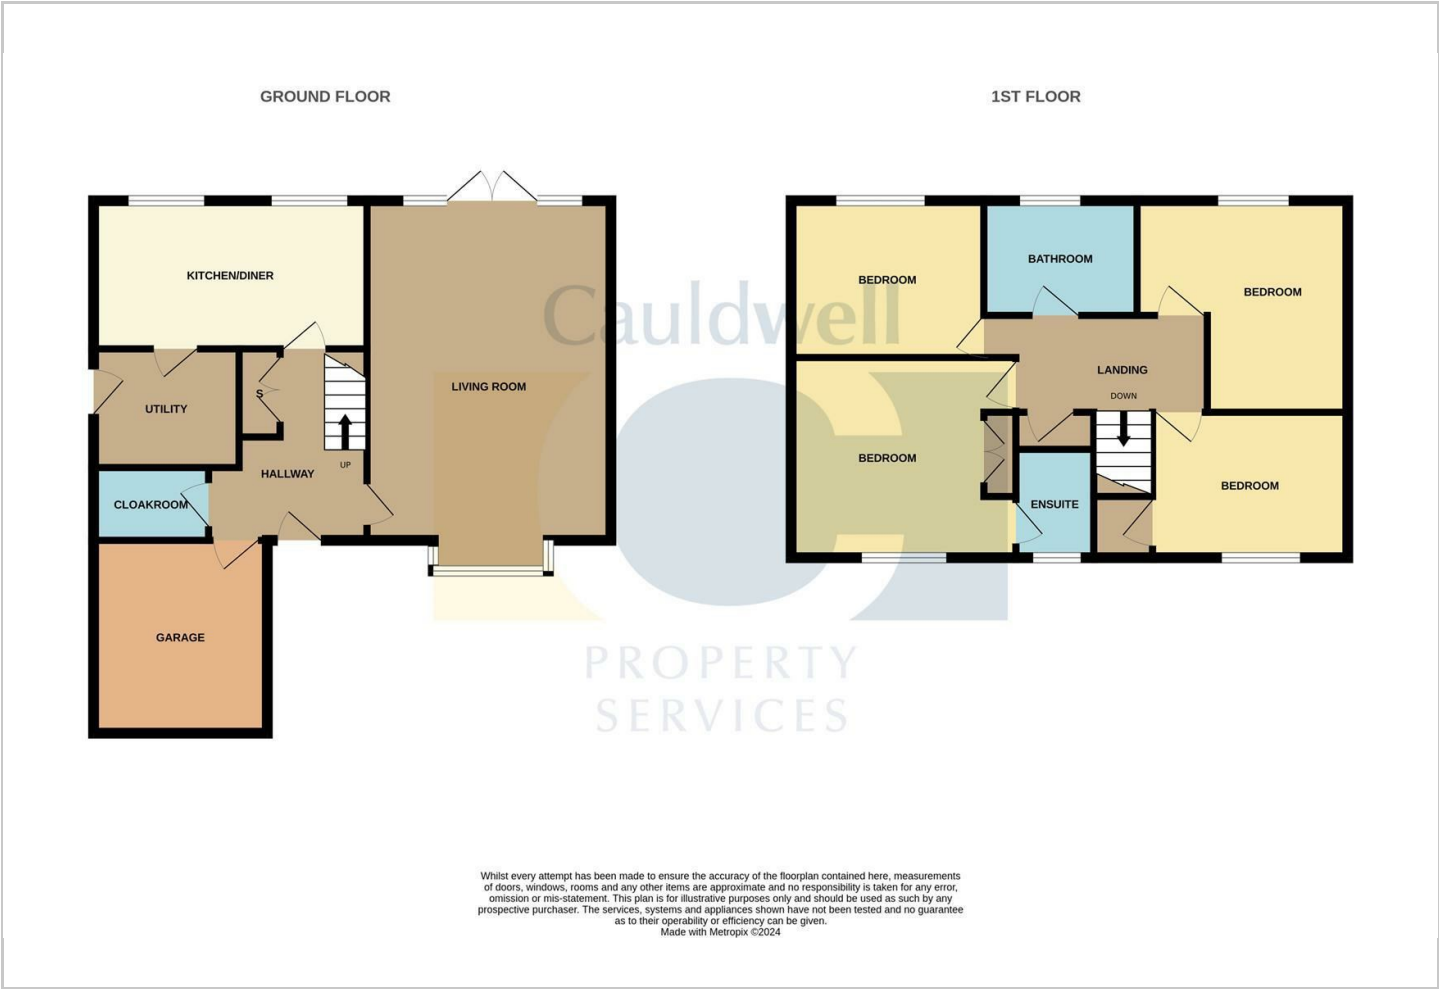 GROUND FLOOR
1ST FLOOR
KITCHEN/DINER
UTILITY
S
UP
HALLWAY
CLOAKROOM
LIVING ROOM
GARAGE
BEDROOM
BATHROOM
BEDROOM
LANDING
DOWN
BEDROOM
ENSUITE
BEDROOM
Cauldwell
PROPERTY
SERVICES
Whilst every attempt has been made to ensure the accuracy of the floorplan contained here, measurements
of doors, windows, rooms and any other items are approximate and no responsibility is taken for any error,
omission or mis-statement. This plan is for illustrative purposes only and should be used as such by any
prospective purchaser. The services, systems and appliances shown have not been tested and no guarantee
as to their operability or efficiency can be given.
Made with Metropix ©2024